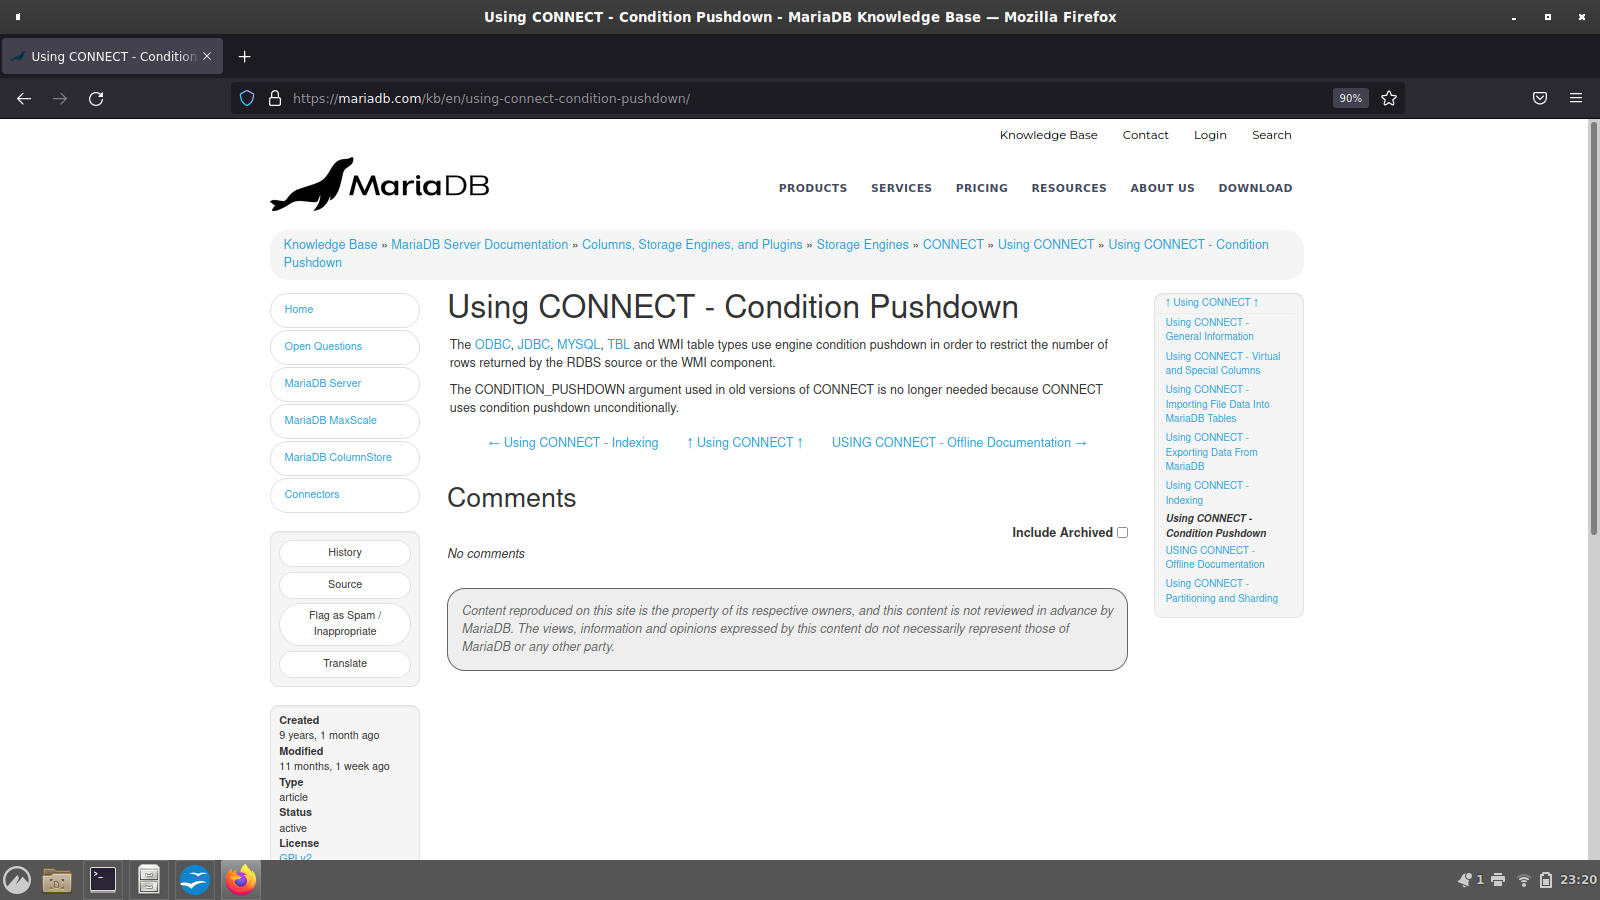 Using CONNECT - Condition Pushdown - MariaDB Knowledge Base — Mozilla Firefox
Using CONNECT - Condition
https://mariadb.com/kb/en/using-connect-condition-pushdown/
90%
Knowledge Base Contact Login Search
MariaDB
PRODUCTS SERVICES PRICING RESOURCES ABOUT US DOWNLOAD
Knowledge Base » MariaDB Server Documentation » Columns, Storage Engines, and Plugins » Storage Engines » CONNECT » Using CONNECT » Using CONNECT - Condition
Pushdown
Home
Open Questions
MariaDB Server
MariaDB MaxScale
MariaDB ColumnStore
Connectors
History
Source
Flag as Spam /
Inappropriate
Translate
Created
9 years, 1 month ago
Modified
11 months, 1 week ago
Type
article
Status
active
License
GPLv2
Using CONNECT - Condition Pushdown
The ODBC, JDBC, MYSQL, TBL and WMI table types use engine condition pushdown in order to restrict the number of
rows returned by the RDBS source or the WMI component.
The CONDITION_PUSHDOWN argument used in old versions of CONNECT is no longer needed because CONNECT
uses condition pushdown unconditionally.
← Using CONNECT - Indexing ↑ Using CONNECT ↑ USING CONNECT - Offline Documentation →
Comments
Include Archived
No comments
Content reproduced on this site is the property of its respective owners, and this content is not reviewed in advance by
MariaDB. The views, information and opinions expressed by this content do not necessarily represent those of
MariaDB or any other party.
↑ Using CONNECT ↑
Using CONNECT -
General Information
Using CONNECT - Virtual
and Special Columns
Using CONNECT -
Importing File Data Into
MariaDB Tables
Using CONNECT -
Exporting Data From
MariaDB
Using CONNECT -
Indexing
Using CONNECT -
Condition Pushdown
USING CONNECT -
Offline Documentation
Using CONNECT -
Partitioning and Sharding
1
23:20